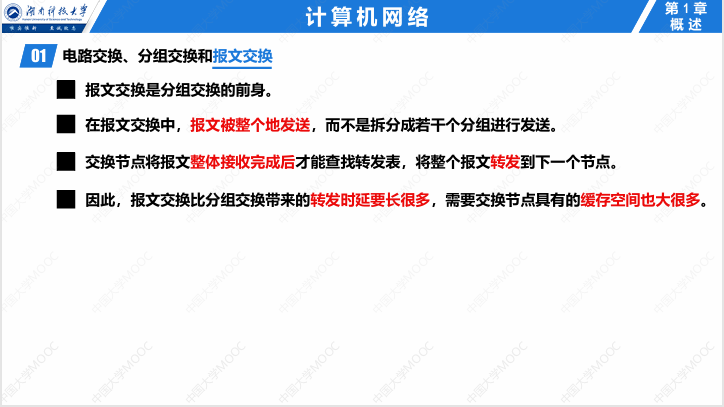 湖南科技大学
Hunan University of Science and Technology
唯实惟新 至诚致志
计算机网络
第1章
概述
01 电路交换、分组交换和报文交换
报文交换是分组交换的前身。
在报文交换中，报文被整个地发送，而不是拆分成若干个分组进行发送。
交换节点将报文整体接收完成后才能查找转发表，将整个报文转发到下一个节点。
因此，报文交换比分组交换带来的转发时延要长很多，需要交换节点具有的缓存空间也大很多。
中国大学MOOC